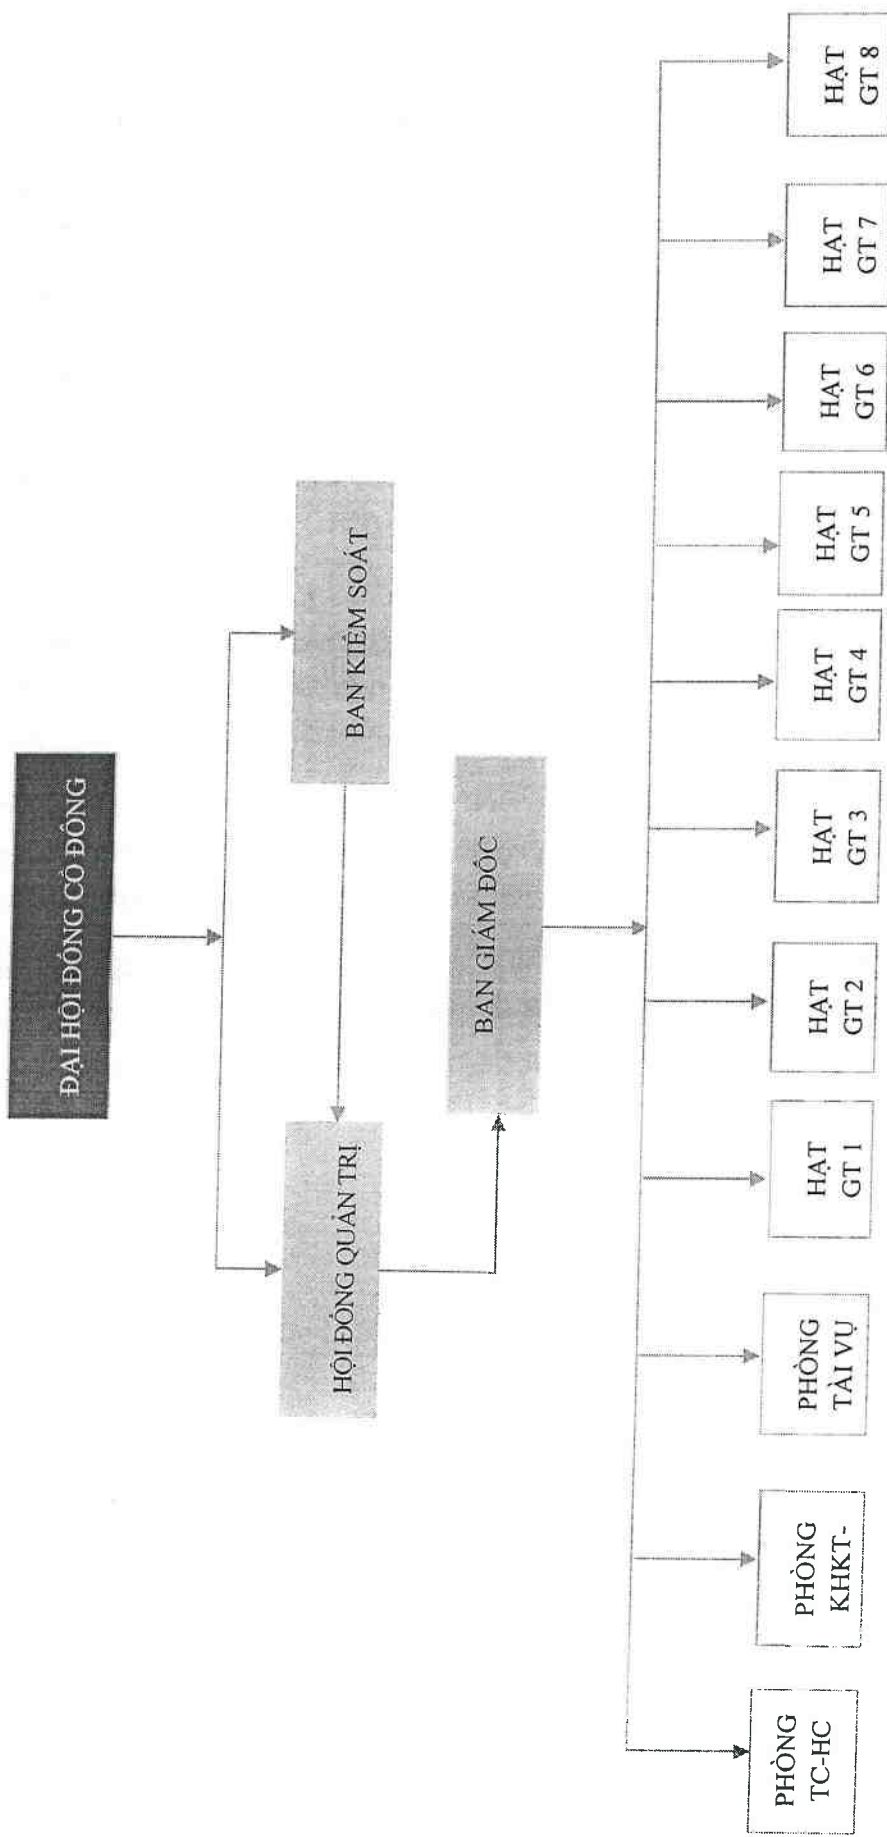 ĐẠI HỘI ĐỒNG CỔ ĐÔNG
BAN KIỂM SOÁT
HỘI ĐỒNG QUẢN TRỊ
BAN GIÁM ĐỐC
PHÒNG
TC-HC
PHÒNG
KHKT-
PHÒNG
TÀI VỤ
HẠT
GT 1
HẠT
GT 2
HẠT
GT 3
HẠT
GT 4
HẠT
GT 5
HẠT
GT 6
HẠT
GT 7
HẠT
GT 8